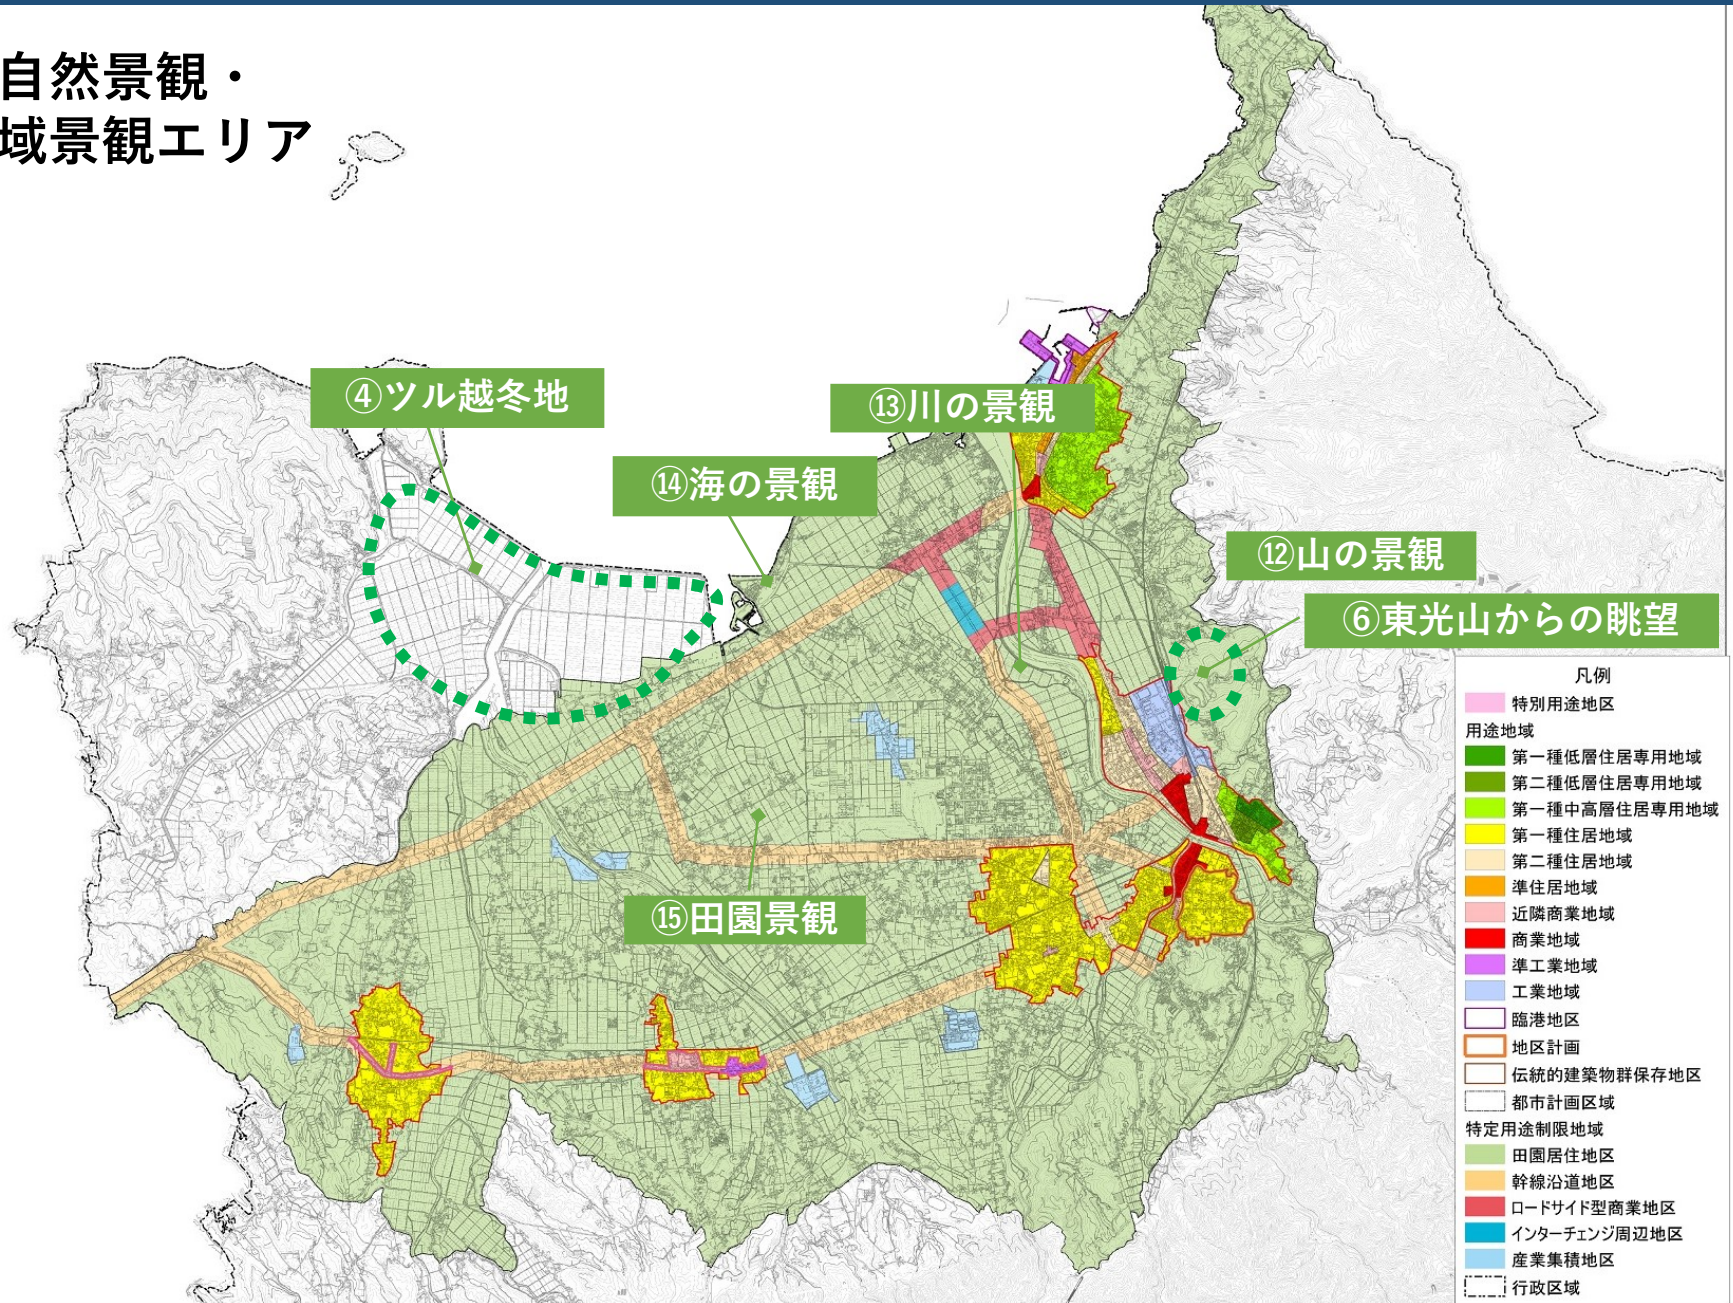 自然景観・
域景観エリア
④ツル越冬地
⑬川の景観
⑭海の景観
⑫山の景観
⑥東光山からの眺望
⑮田園景観
凡例
特別用途地区
用途地域
第一種低層住居専用地域
第二種低層住居専用地域
第一種中高層住居専用地域
第一種住居地域
第二種住居地域
準住居地域
近隣商業地域
商業地域
準工業地域
工業地域
臨港地区
地区計画
伝統的建築物群保存地区
都市計画区域
特定用途制限地域
田園居住地区
幹線沿道地区
ロードサイド型商業地区
インターチェンジ周辺地区
産業集積地区
行政区域